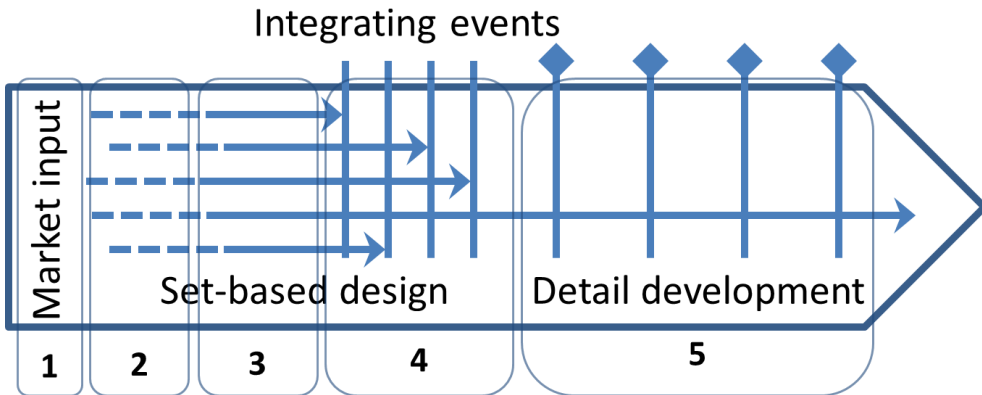 Integrating events
Market input
Set-based design
Detail development
1
2
3
4
5